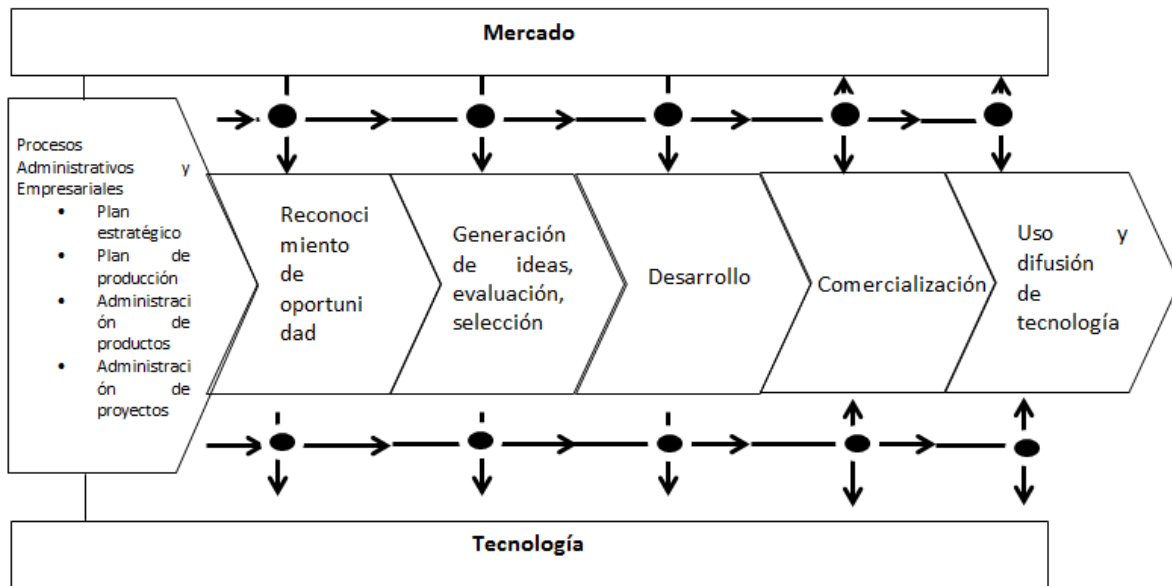 Mercado
Procesos
Administrativos y
Empresariales
• Plan
estratégico
• Plan de
producción
• Administraci
ón de
productos
• Administraci
ón de
proyectos
Reconoci
miento
de
oportuni
dad
Generación
de ideas,
evaluación,
selección
Desarrollo
Comercialización
Uso y
difusión
de
tecnología
Tecnología